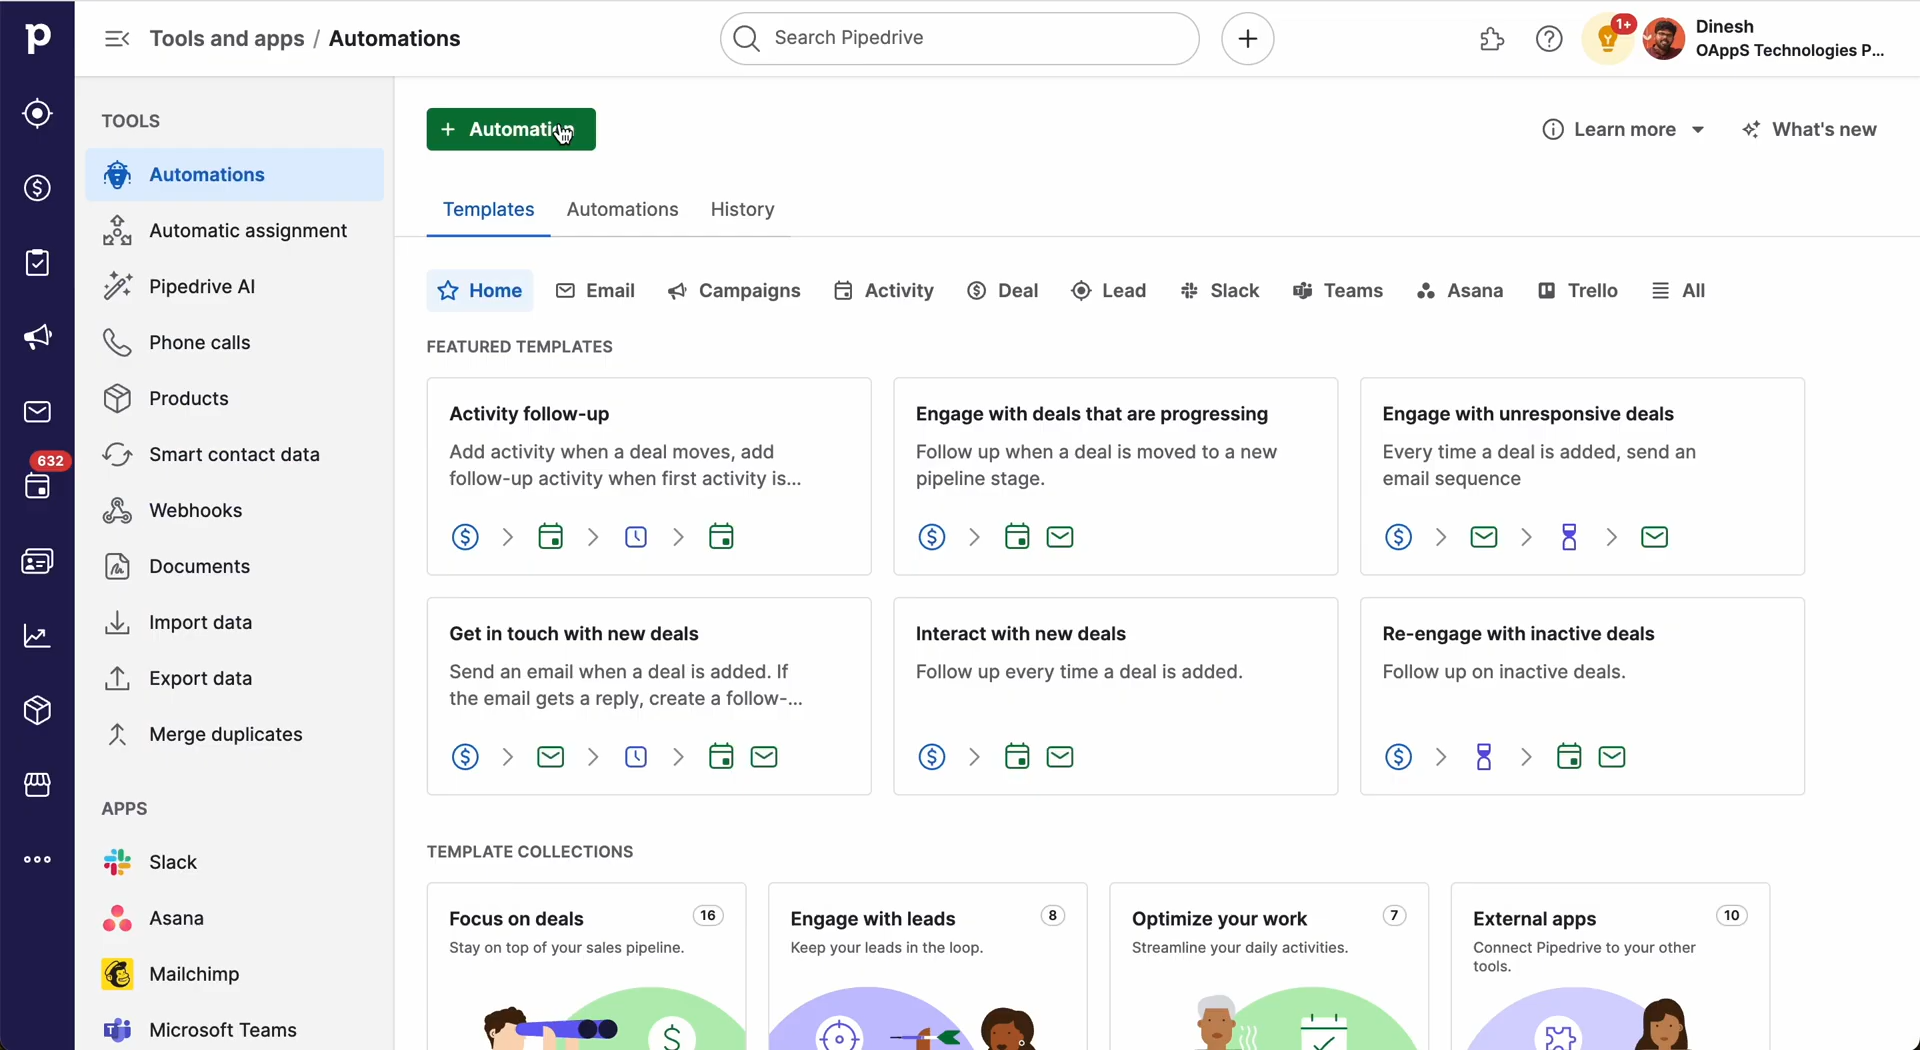 Tools and apps / Automations
Search Pipedrive
1+
Dinesh
OAppS Technologies P...
TOOLS
Automations
Automatic assignment
Pipedrive AI
Phone calls
Products
Smart contact data
632
Webhooks
Documents
Import data
Export data
Merge duplicates
APPS
Slack
Asana
Mailchimp
Microsoft Teams
+ Automation
Learn more
What's new
Templates
Automations
History
Home
Email
Campaigns
Activity
Deal
Lead
Slack
Teams
Asana
Trello
All
FEATURED TEMPLATES
Activity follow-up
Add activity when a deal moves, add
follow-up activity when first activity is...
Engage with deals that are progressing
Follow up when a deal is moved to a new
pipeline stage.
Engage with unresponsive deals
Every time a deal is added, send an
email sequence
Get in touch with new deals
Send an email when a deal is added. If
the email gets a reply, create a follow-...
Interact with new deals
Follow up every time a deal is added.
Re-engage with inactive deals
Follow up on inactive deals.
TEMPLATE COLLECTIONS
Focus on deals
16
Stay on top of your sales pipeline.
Engage with leads
8
Keep your leads in the loop.
Optimize your work
7
Streamline your daily activities.
External apps
10
Connect Pipedrive to your other
tools.